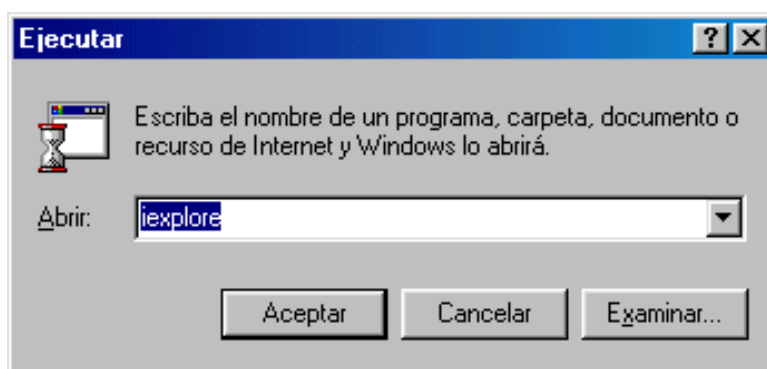 Ejecutar
Escriba el nombre de un programa, carpeta, documento o
recurso de Internet y Windows lo abrirá.
Abrir: iexplore
Aceptar Cancelar Examinar...